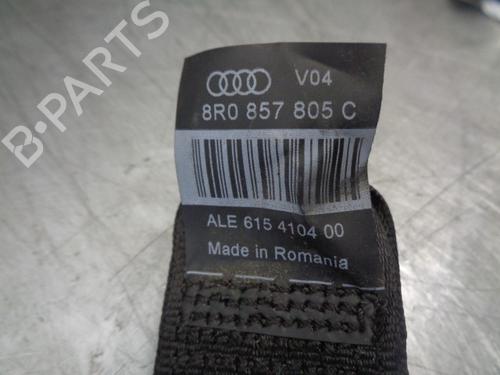 B-PARTS
V04
8R0 857 805 C
ALE 615 4104 00
Made in Romania